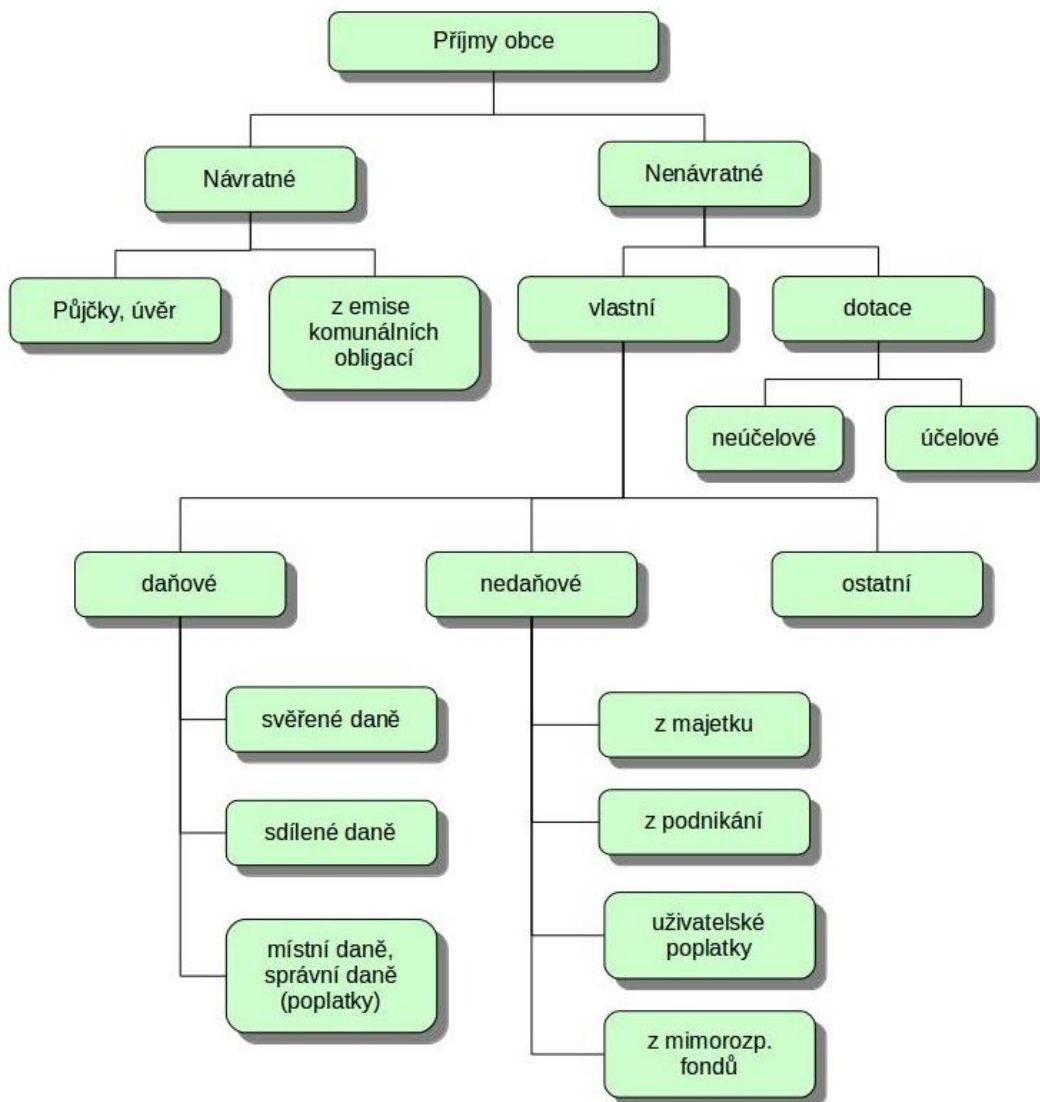 Příjmy obce
Návratné
Nenávratné
Půjčky, úvěr
z emise
komunálních
obligací
vlastní
dotace
neúčelové
účelové
daňové
nedaňové
ostatní
svěřené daně
sdílené daně
místní daně,
správní daně
(poplatky)
z majetku
z podnikání
uživatelské
poplatky
z mimorozp.
fondů